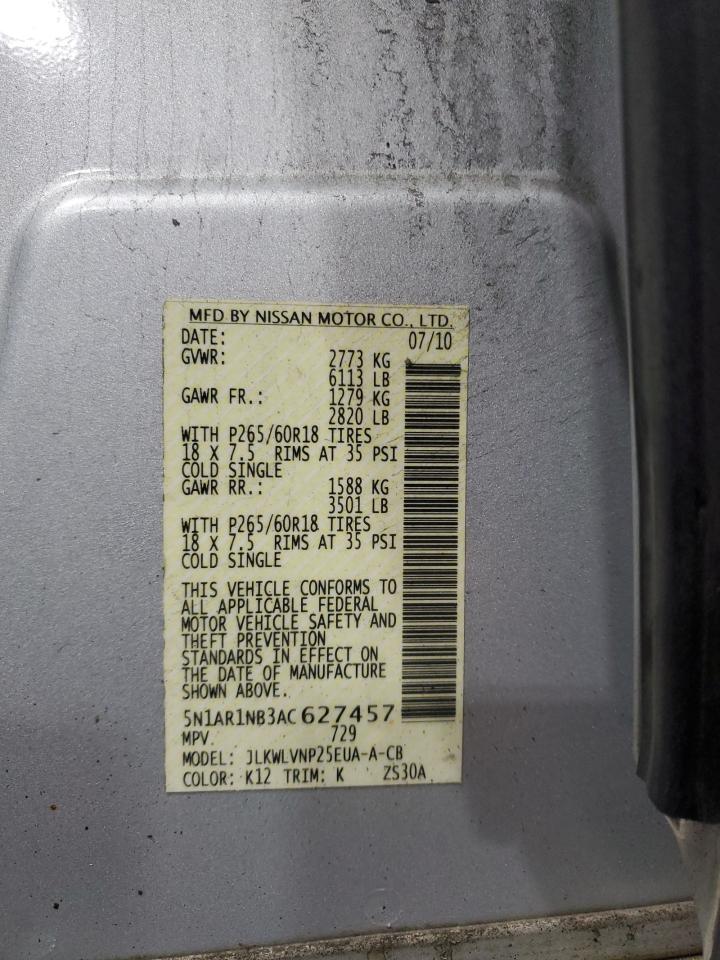 MFD BY NISSAN MOTOR CO., LTD.
DATE: 07/10
GVWR: 2773 KG
6113 LB
GAWR FR.: 1279 KG
2820 LB
WITH P265/60R18 TIRES
18 X 7.5 RIMS AT 35 PSI
COLD SINGLE
GAWR RR.: 1588 KG
3501 LB
WITH P265/60R18 TIRES
18 X 7.5 RIMS AT 35 PSI
COLD SINGLE
THIS VEHICLE CONFORMS TO
ALL APPLICABLE FEDERAL
MOTOR VEHICLE SAFETY AND
THEFT PREVENTION
STANDARDS IN EFFECT ON
THE DATE OF MANUFACTURE
SHOWN ABOVE.
5N1AR1NB3AC 627457
MPV 729
MODEL: JLKWLVNP25EUA-A-CB
COLOR: K12 TRIM: K ZS30A